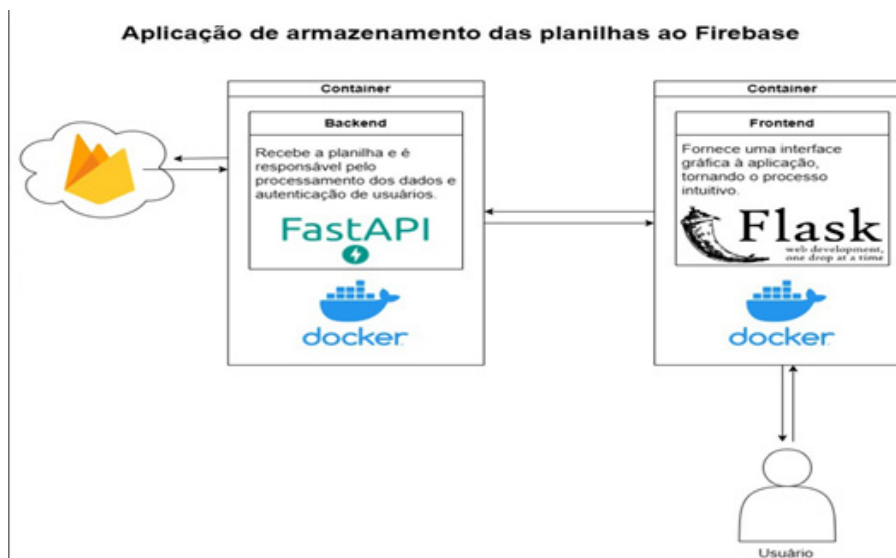 Aplicação de armazenamento das planilhas ao Firebase
Container
Backend
Recebe a planilha e é
responsável pelo
processamento dos dados e
autenticação de usuários.
FastAPI
docker
Container
Frontend
Fornece uma interface
gráfica à aplicação,
tornando o processo
intuitivo.
Flask
web development,
one drop at a time
docker
Usuário